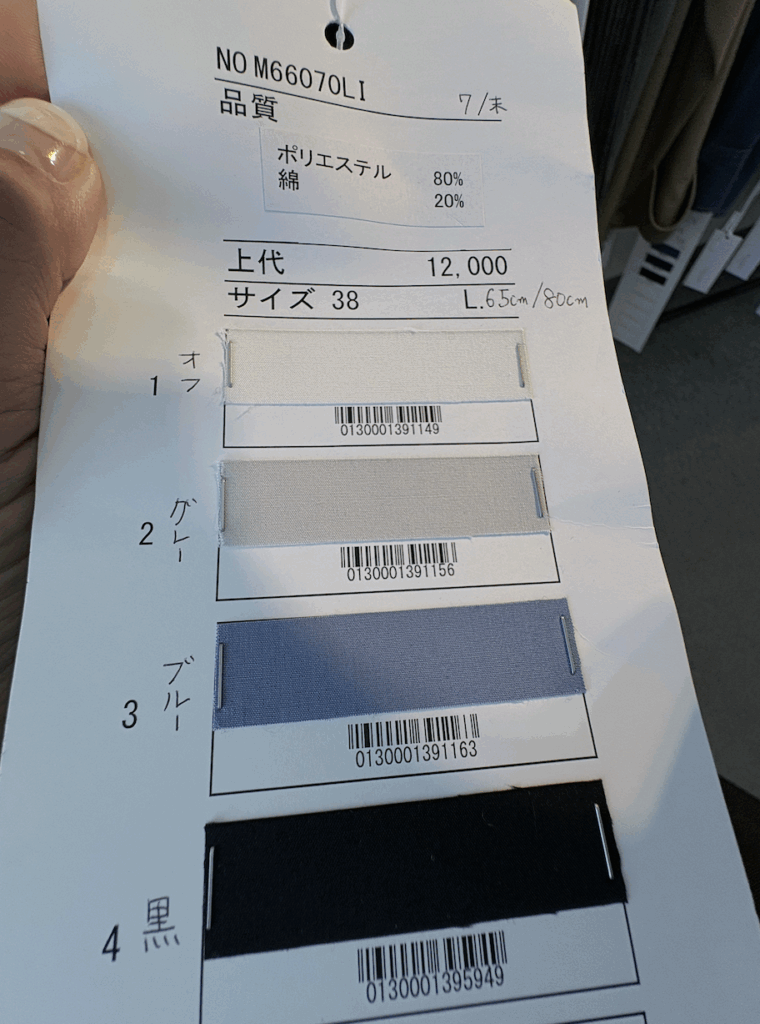 NO M66070LI
7/末
品質
ポリエステル 80%
綿 20%
上代 12,000
サイズ 38 L.65cm/80cm
1 オフ
0130001391149
2 グレー
0130001391156
3 ブルー
0130001391163
4 黒
0130001395949